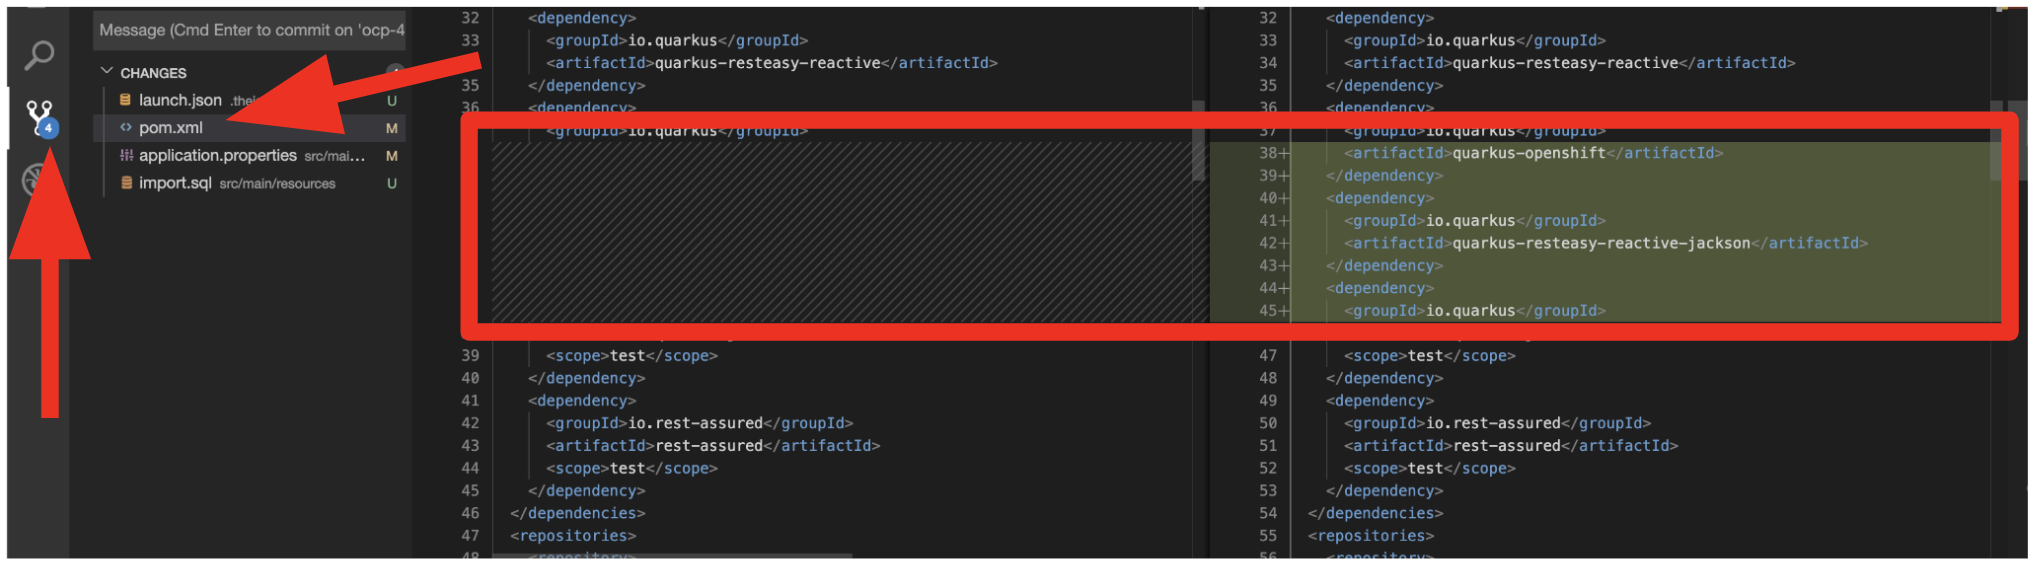 Message (Cmd Enter to commit on 'ocp-4
CHANGES
launch.json U
4
pom.xml M
application.properties src/mai... M
import.sql src/main/resources U
32 <dependency>
33 <groupId>io.quarkus</groupId>
<artifactId>quarkus-resteasy-reactive</artifactId>
35 </dependency>
36 <dependency>
<groupId>io.quarkus</groupId>
39 <scope>test</scope>
40 </dependency>
41 <dependency>
42 <groupId>io.rest-assured</groupId>
43 <artifactId>rest-assured</artifactId>
44 <scope>test</scope>
45 </dependency>
46 </dependencies>
47 <repositories>
48 <repository>
32 <dependency>
33 <groupId>io.quarkus</groupId>
34 <artifactId>quarkus-resteasy-reactive</artifactId>
35 </dependency>
36 <dependency>
37 <groupId>io.quarkus</groupId>
38+ <artifactId>quarkus-openshift</artifactId>
39+ </dependency>
40+ <dependency>
41+ <groupId>io.quarkus</groupId>
42+ <artifactId>quarkus-resteasy-reactive-jackson</artifactId>
43+ </dependency>
44+ <dependency>
45+ <groupId>io.quarkus</groupId>
47 <scope>test</scope>
48 </dependency>
49 <dependency>
50 <groupId>io.rest-assured</groupId>
51 <artifactId>rest-assured</artifactId>
52 <scope>test</scope>
53 </dependency>
54 </dependencies>
55 <repositories>
56 <repository>